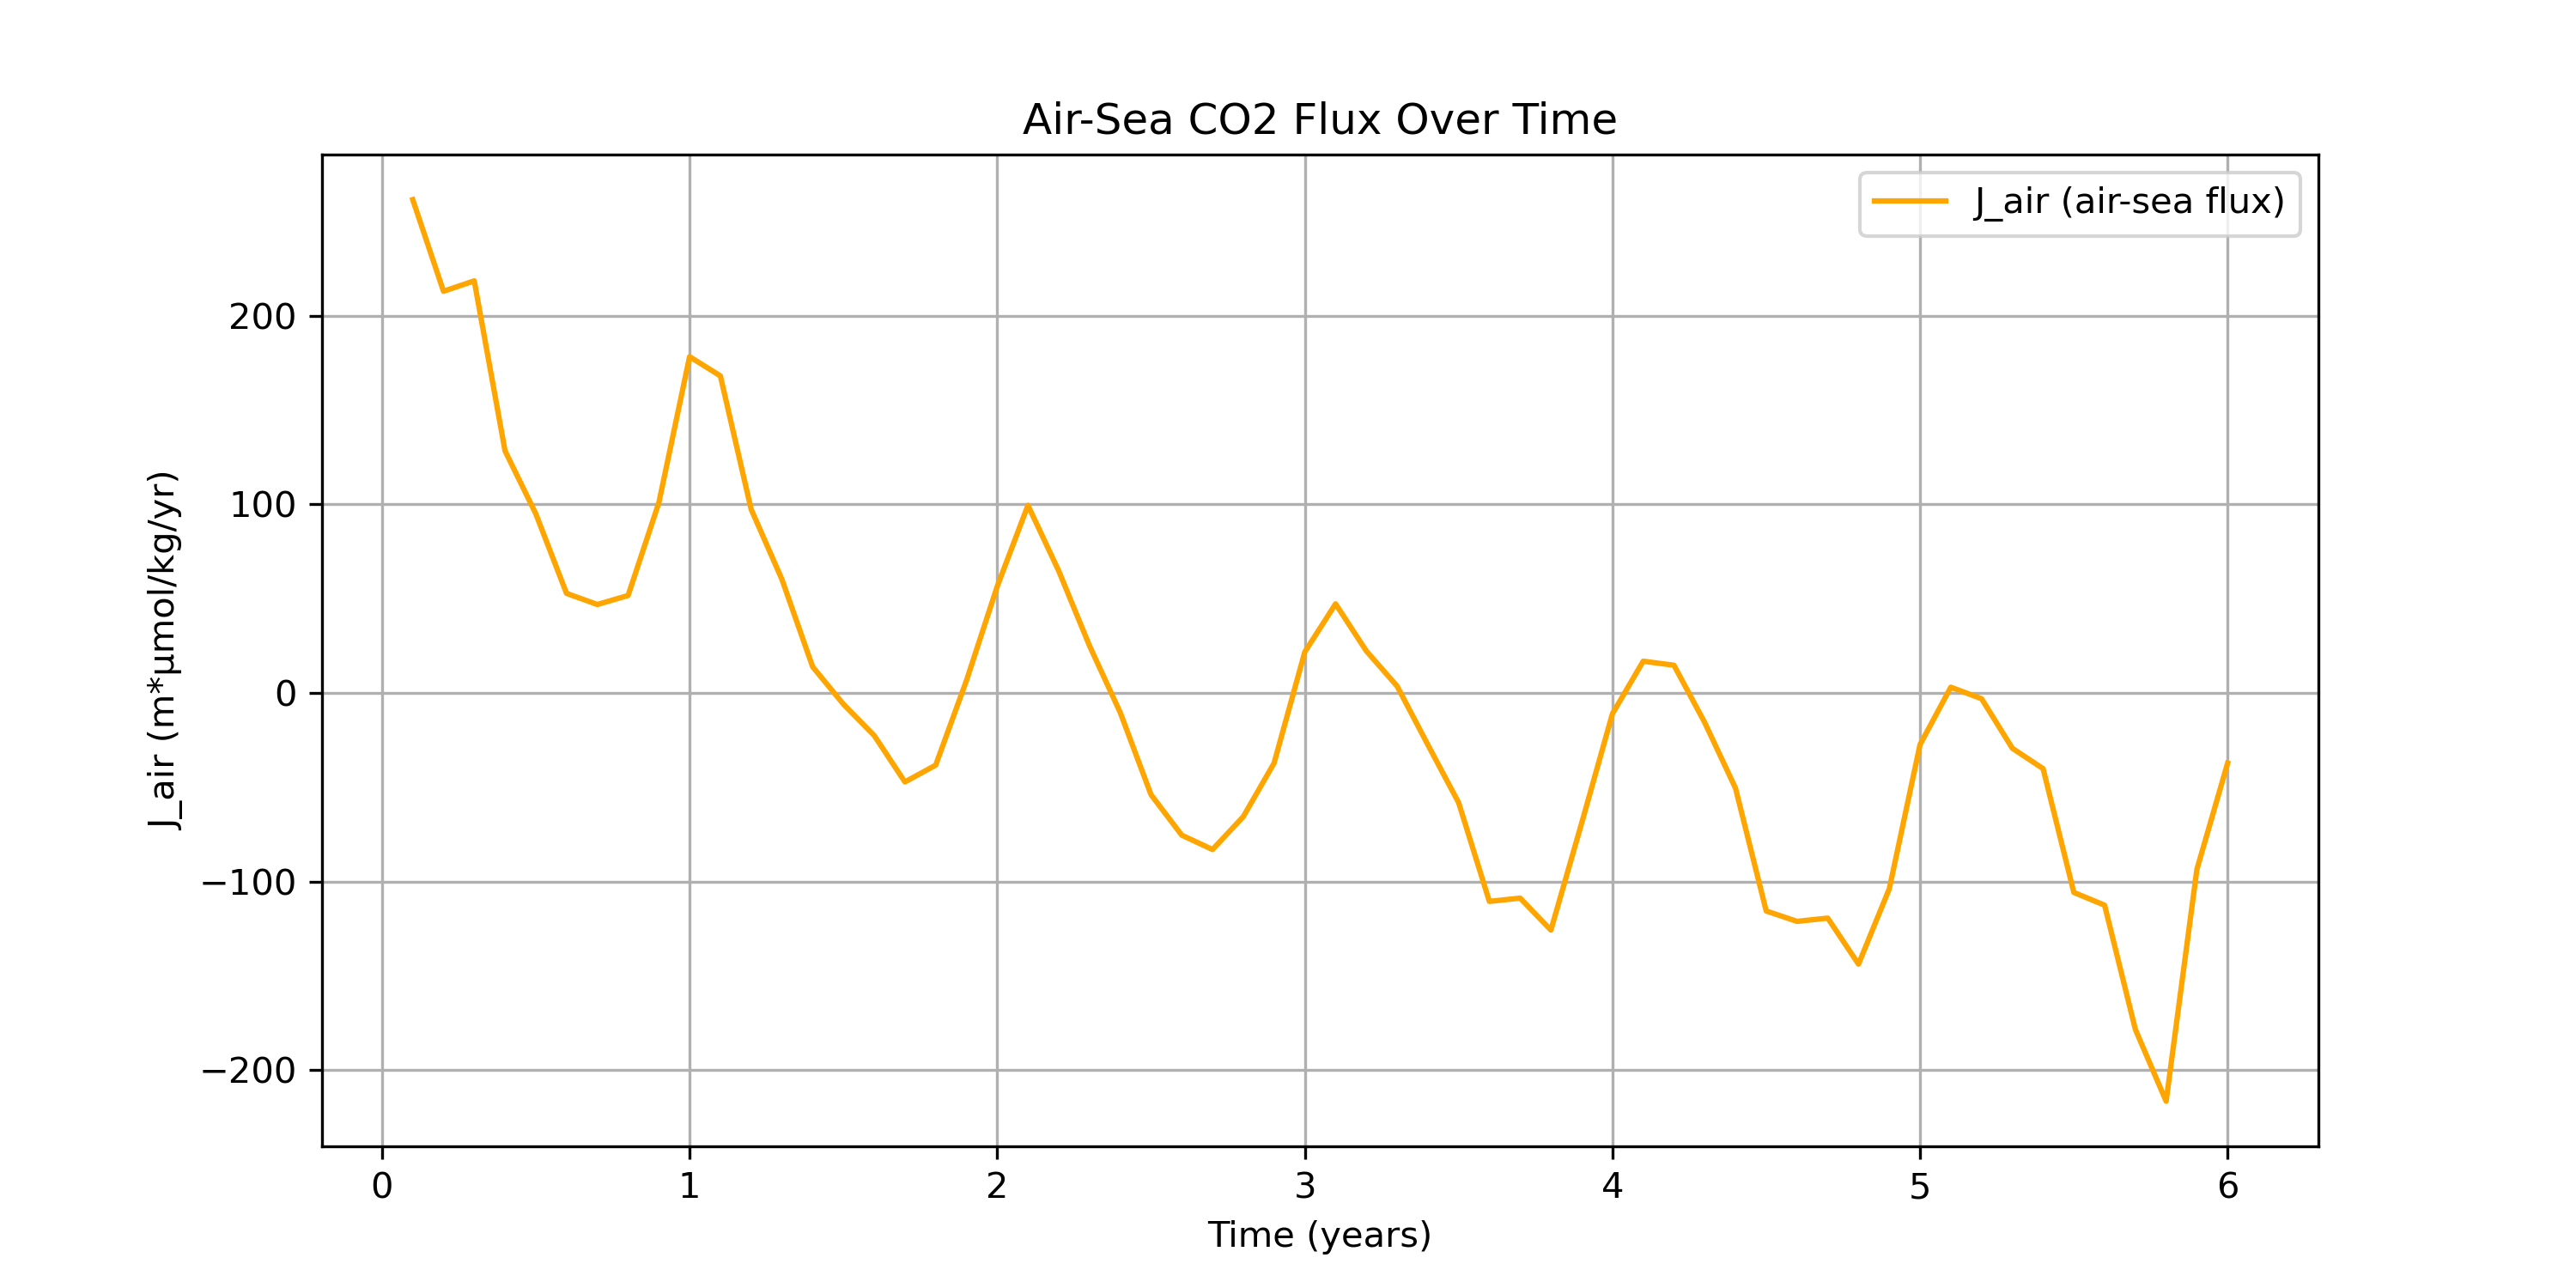 Air-Sea CO2 Flux Over Time
J_air (air-sea flux)
J_air (m*µmol/kg/yr)
200
100
0
−100
−200
0 1 2 3 4 5 6
Time (years)